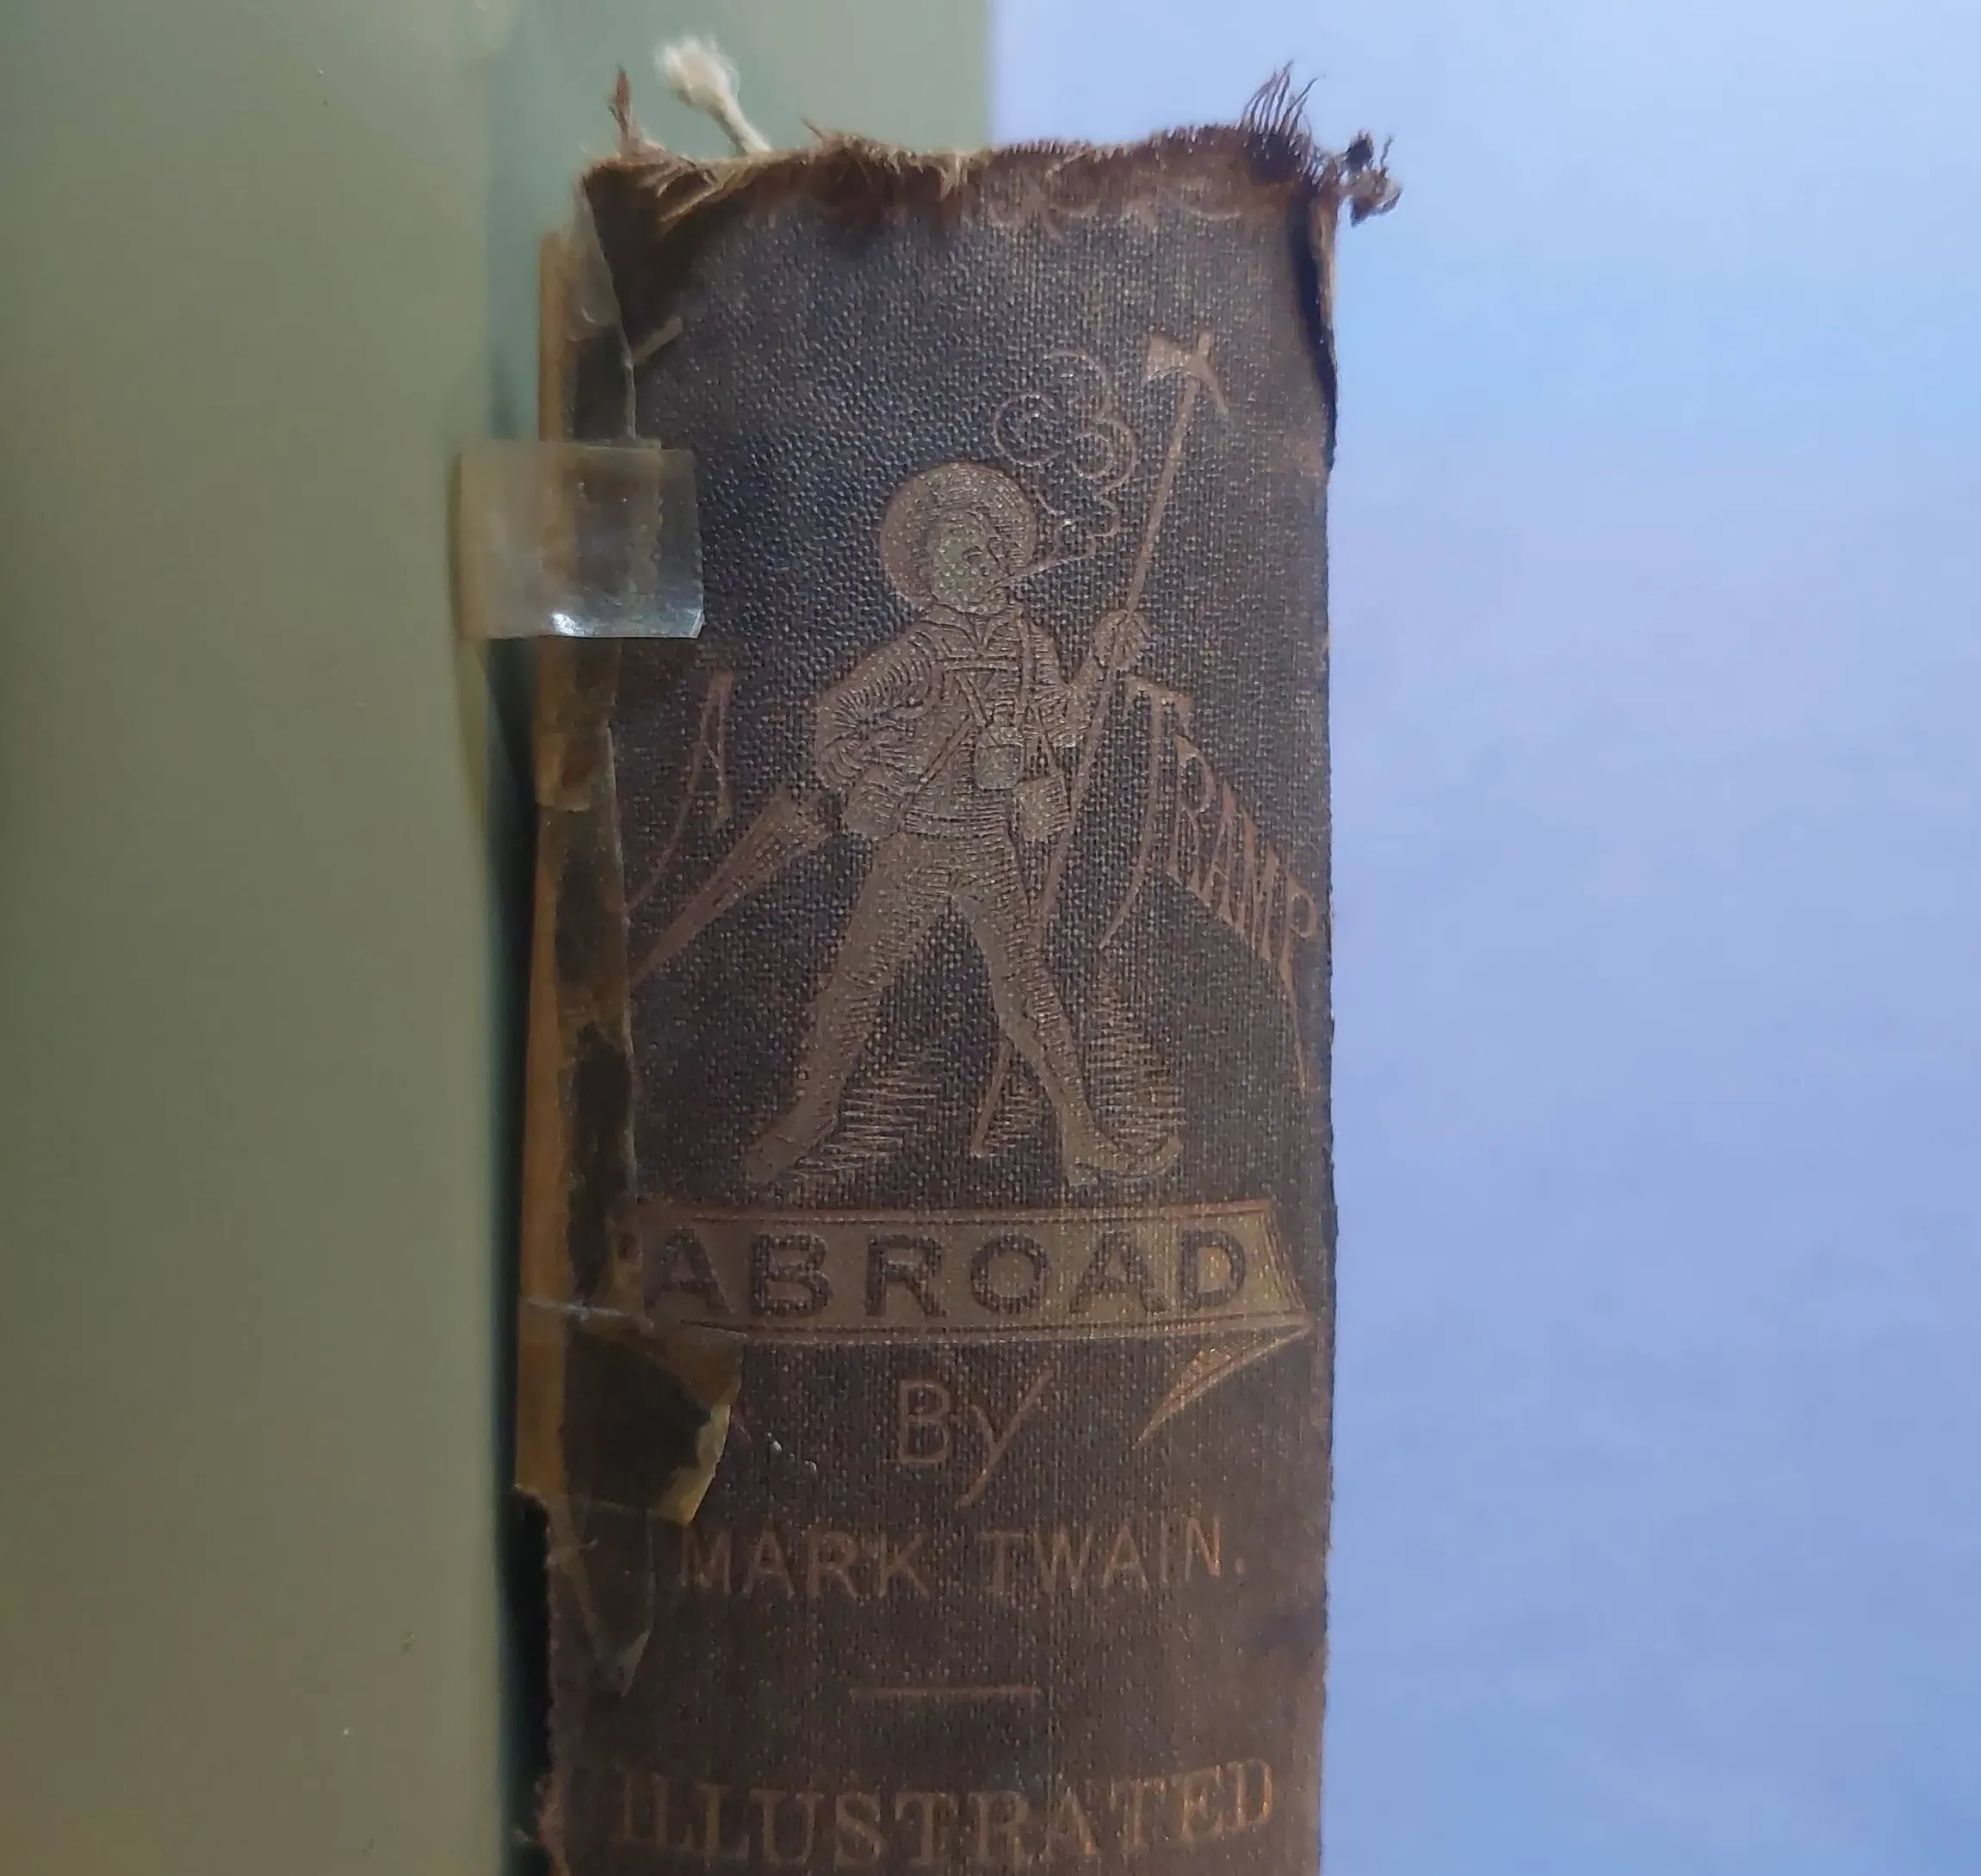 A TRAMP
ABROAD
By
MARK TWAIN.
ILLUSTRATED